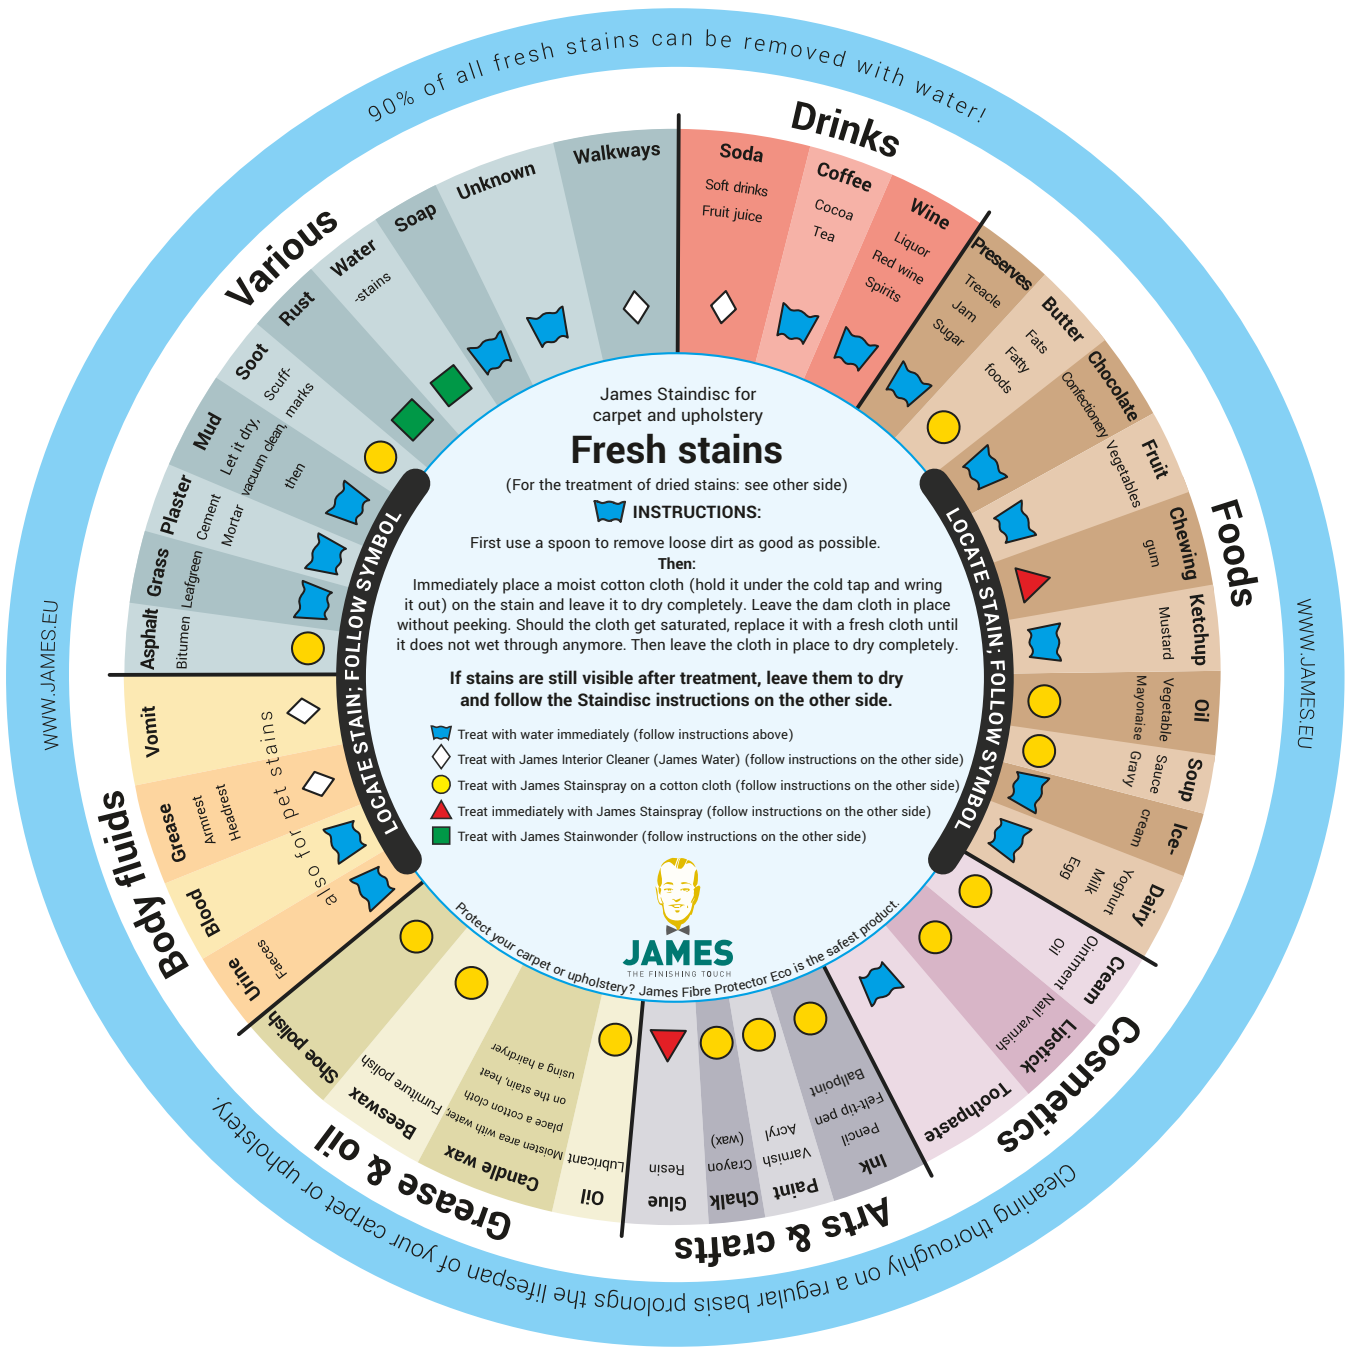 90% of all fresh stains can be removed with water!
WWW.JAMES.EU
WWW.JAMES.EU
Cleaning thoroughly on a regular basis prolongs the lifespan of your carpet or upholstery.
Drinks
Soda
Soft drinks
Fruit juice
Coffee
Cocoa
Tea
Wine
Liquor
Red wine
Spirits
Foods
Preserves
Treacle
Jam
Sugar
Butter
Fats
Fatty
foods
Chocolate
Confectionery
Fruit
Vegetables
Chewing
gum
Ketchup
Mustard
Oil
Vegetable
Mayonaise
Soup
Sauce
Gravy
Ice-
cream
Dairy
Yoghurt
Milk
Egg
Cosmetics
Cream
Ointment
Oil
Lipstick
Nail varnish
Toothpaste
Arts & crafts
Ink
Pencil
Felt-tip pen
Ballpoint
Paint
Varnish
Acryl
Chalk
Crayon
(wax)
Glue
Resin
Grease & oil
Oil
Lubricant
Candle wax
Moisten area with water,
place a cotton cloth
on the stain, heat
using a hairdryer
Beeswax
Furniture polish
Shoe polish
Body fluids
Urine
Faeces
Blood
Grease
Armrest
Headrest
Vomit
also for pet stains
Various
Asphalt
Bitumen
Grass
Leafgreen
Plaster
Cement
Mortar
Mud
Let it dry,
vacuum clean,
then
Soot
Scuff-
marks
Rust
Water
-stains
Soap
Unknown
Walkways
LOCATE STAIN; FOLLOW SYMBOL
LOCATE STAIN; FOLLOW SYMBOL
James Staindisc for
carpet and upholstery
Fresh stains
(For the treatment of dried stains: see other side)
INSTRUCTIONS:
First use a spoon to remove loose dirt as good as possible.
Then:
Immediately place a moist cotton cloth (hold it under the cold tap and wring
it out) on the stain and leave it to dry completely. Leave the dam cloth in place
without peeking. Should the cloth get saturated, replace it with a fresh cloth until
it does not wet through anymore. Then leave the cloth in place to dry completely.
If stains are still visible after treatment, leave them to dry
and follow the Staindisc instructions on the other side.
Treat with water immediately (follow instructions above)
Treat with James Interior Cleaner (James Water) (follow instructions on the other side)
Treat with James Stainspray on a cotton cloth (follow instructions on the other side)
Treat immediately with James Stainspray (follow instructions on the other side)
Treat with James Stainwonder (follow instructions on the other side)
JAMES
THE FINISHING TOUCH
Protect your carpet or upholstery? James Fibre Protector Eco is the safest product.